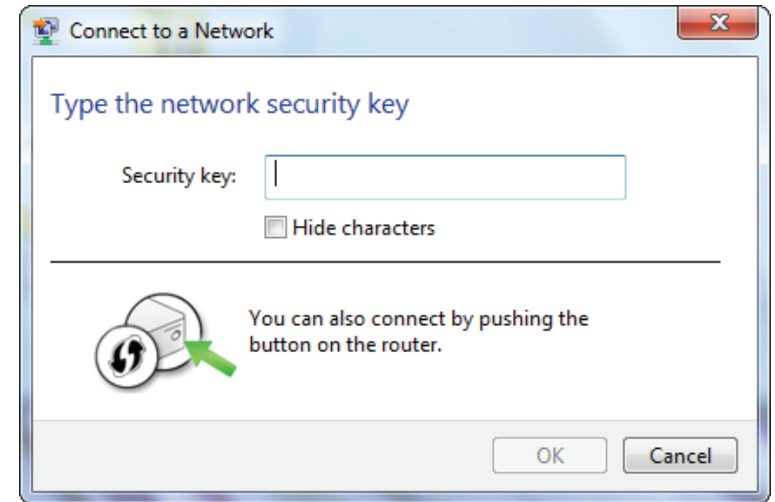 Connect to a Network
Type the network security key
Security key:
Hide characters
You can also connect by pushing the
button on the router.
OK
Cancel